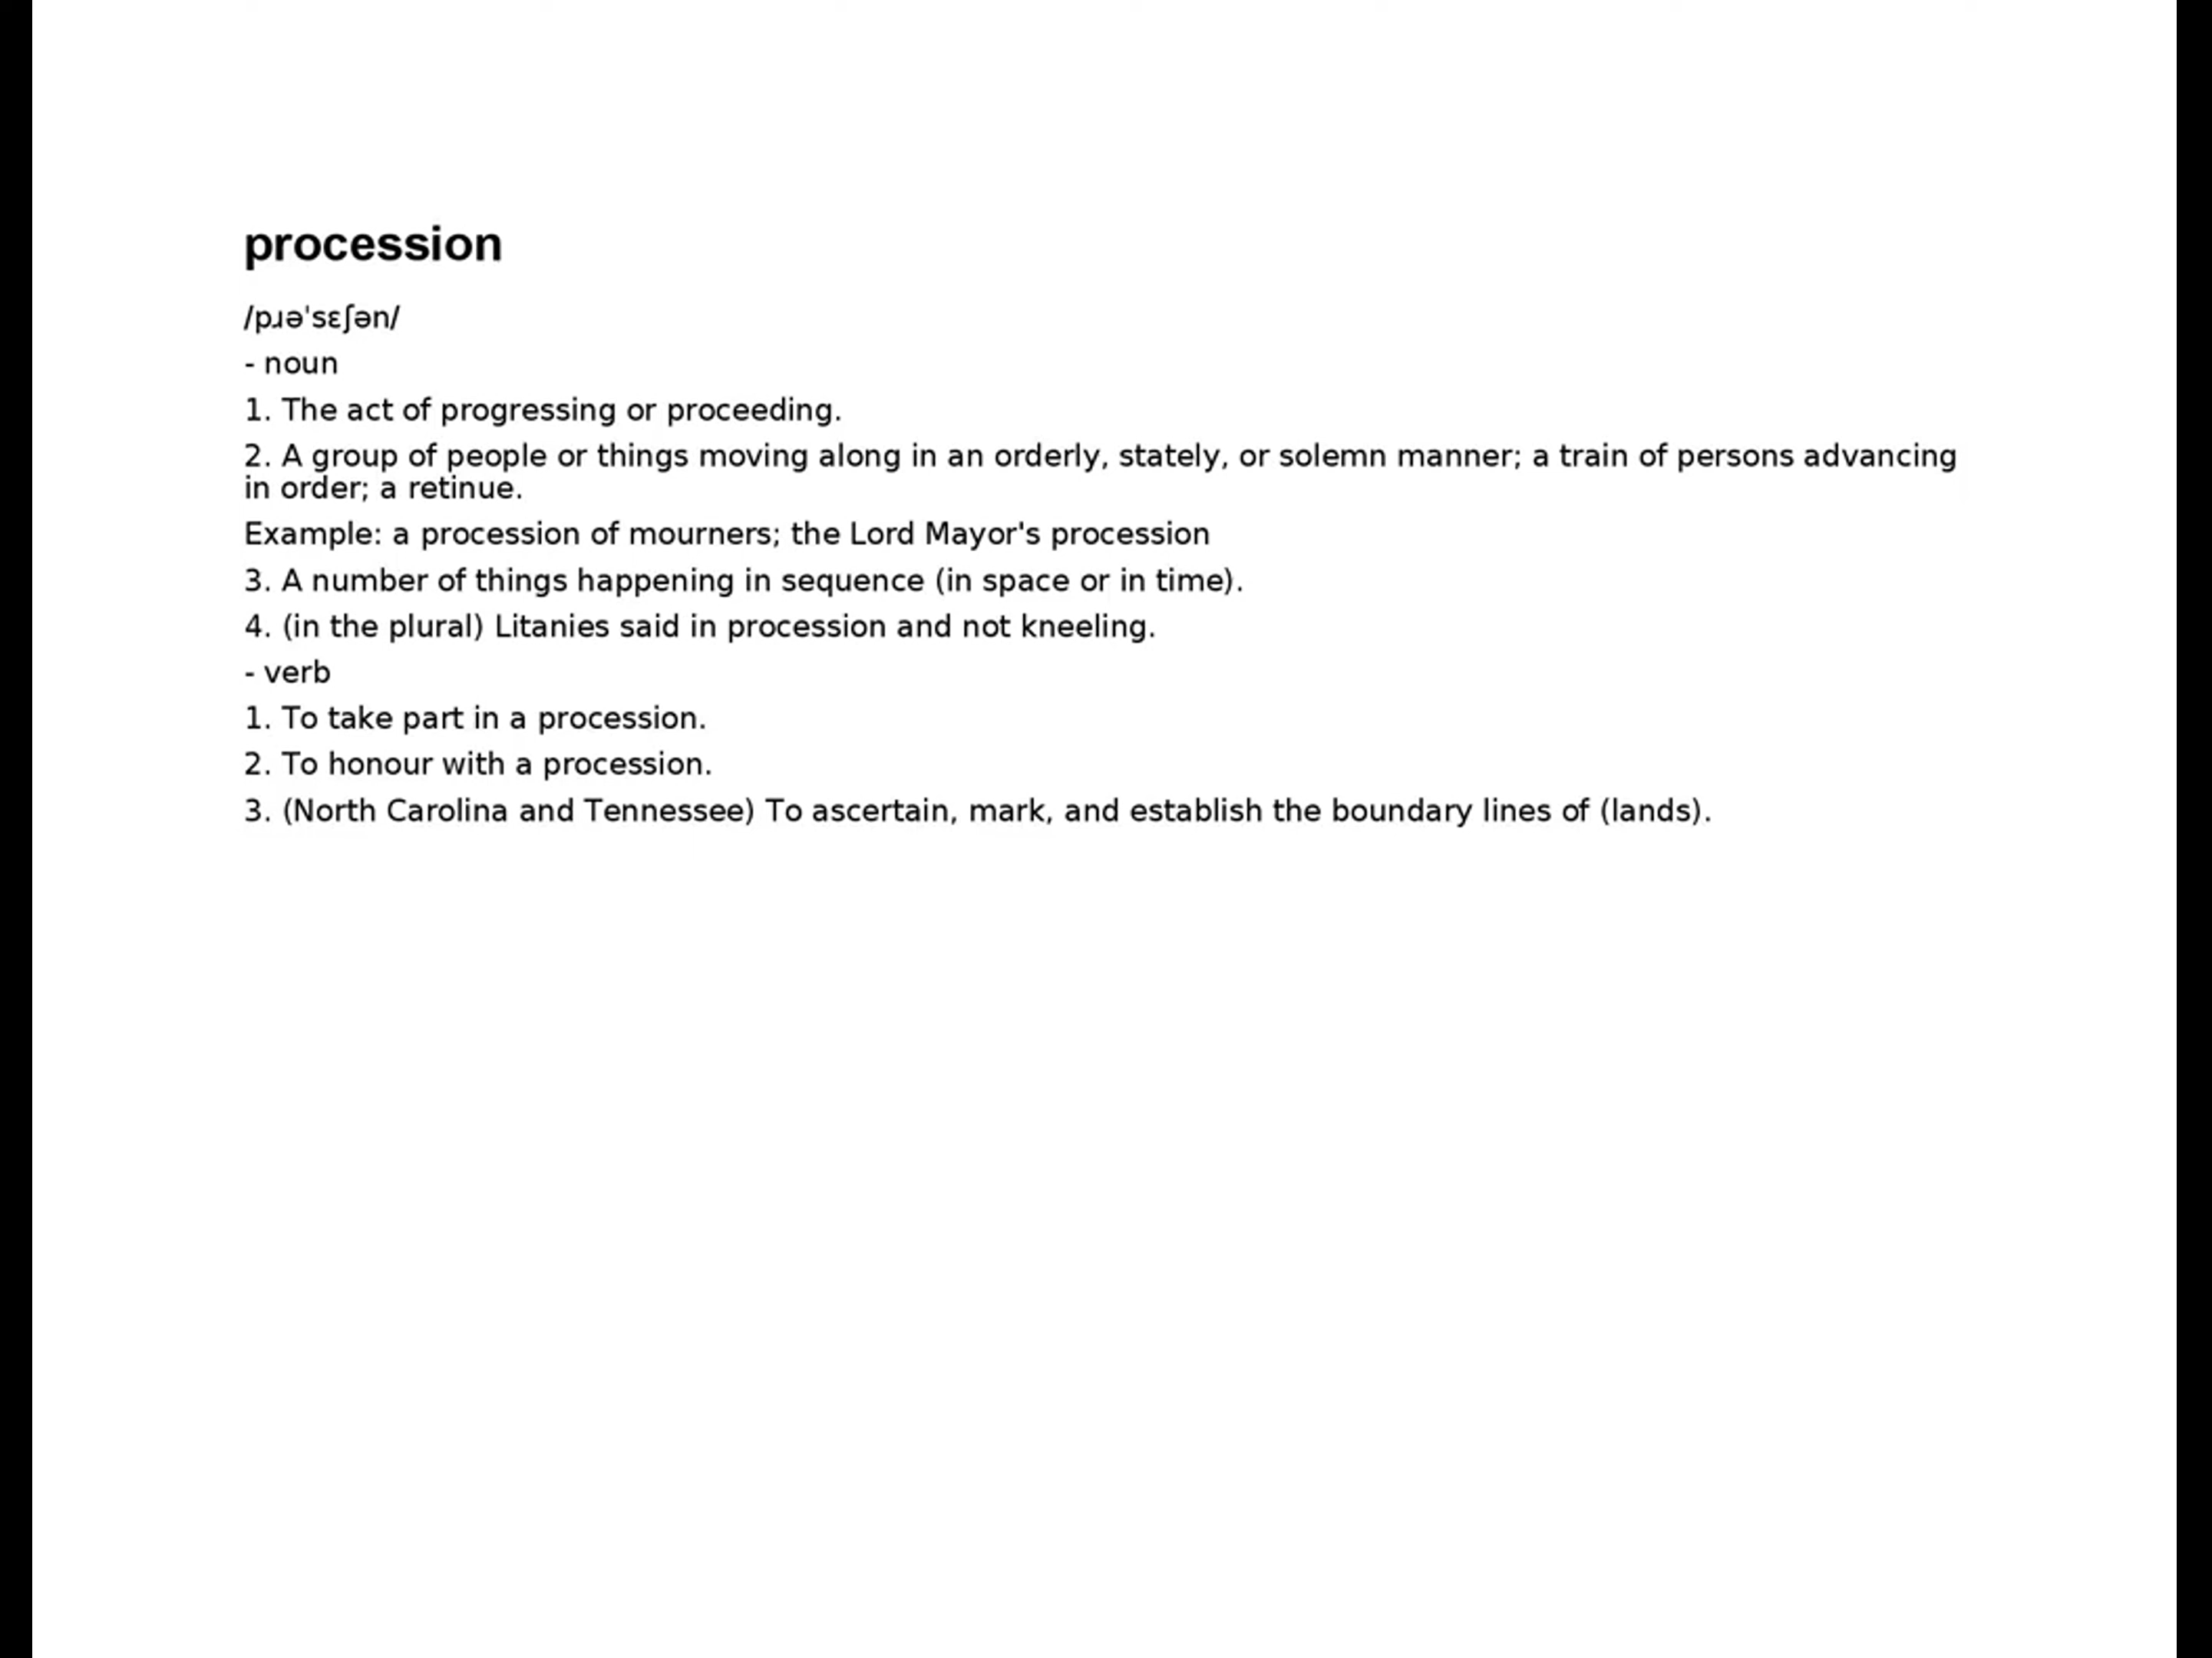 procession
/pɹəˈsɛʃən/
- noun
1. The act of progressing or proceeding.
2. A group of people or things moving along in an orderly, stately, or solemn manner; a train of persons advancing
in order; a retinue.
Example: a procession of mourners; the Lord Mayor's procession
3. A number of things happening in sequence (in space or in time).
4. (in the plural) Litanies said in procession and not kneeling.
- verb
1. To take part in a procession.
2. To honour with a procession.
3. (North Carolina and Tennessee) To ascertain, mark, and establish the boundary lines of (lands).